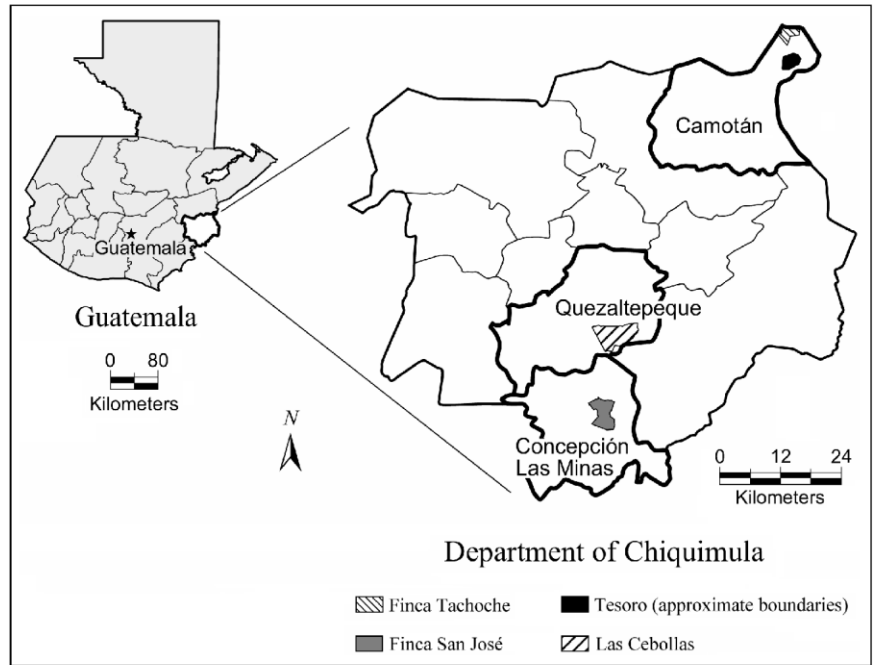 Guatemala
Guatemala
0 80
Kilometers
N
Camotán
Quezaltepeque
Concepción
Las Minas
0 12 24
Kilometers
Department of Chiquimula
Finca Tachoche
Tesoro (approximate boundaries)
Finca San José
Las Cebollas